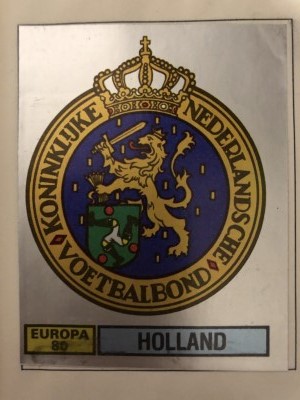 KONINKLIJKE NEDERLANDSCHE
VOETBALBOND
EUROPA
80
HOLLAND